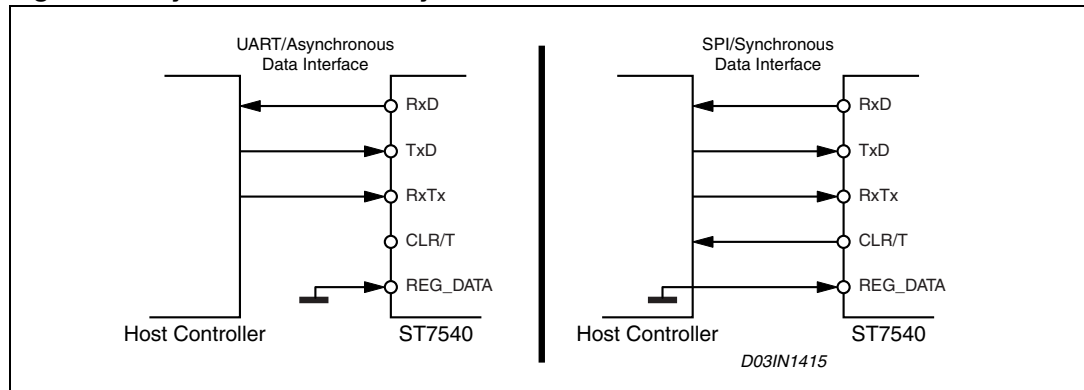 UART/Asynchronous
Data Interface
RxD
TxD
RxTx
CLR/T
REG_DATA
Host Controller
ST7540
SPI/Synchronous
Data Interface
RxD
TxD
RxTx
CLR/T
REG_DATA
Host Controller
ST7540
D03IN1415